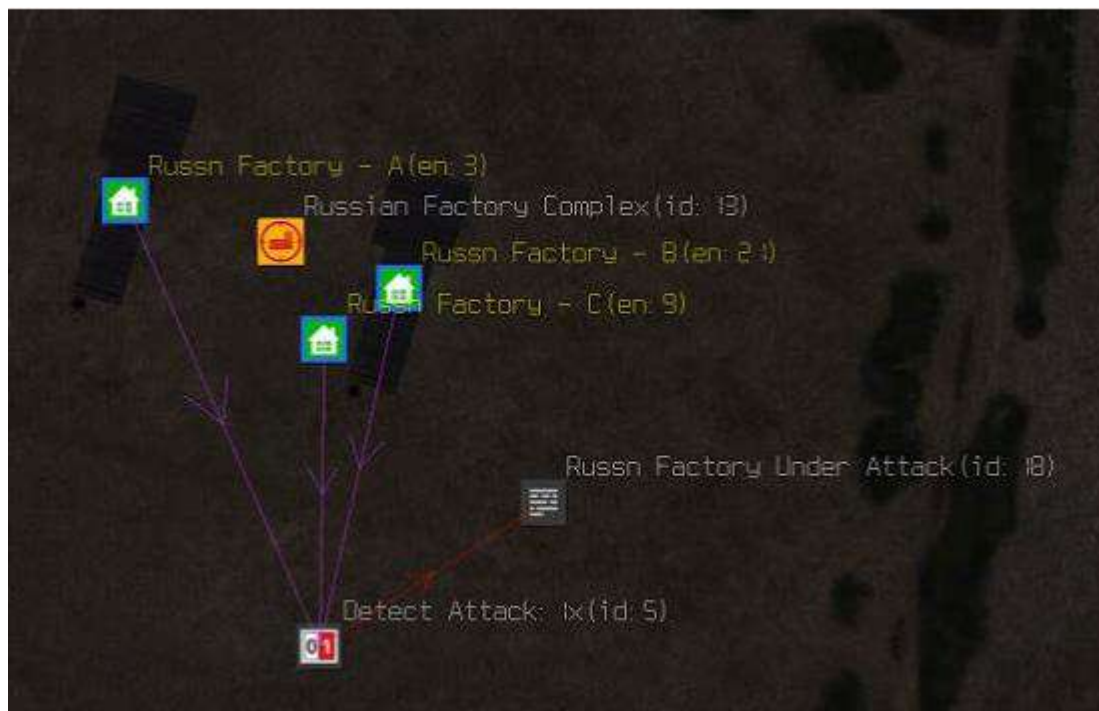 Russn Factory - A(en: 3)
Russian Factory Complex(id: 13)
Russn Factory - B(en: 21)
Russn Factory - C(en: 9)
Russn Factory Under Attack(id: 18)
Detect Attack: 1x(id: 5)
01